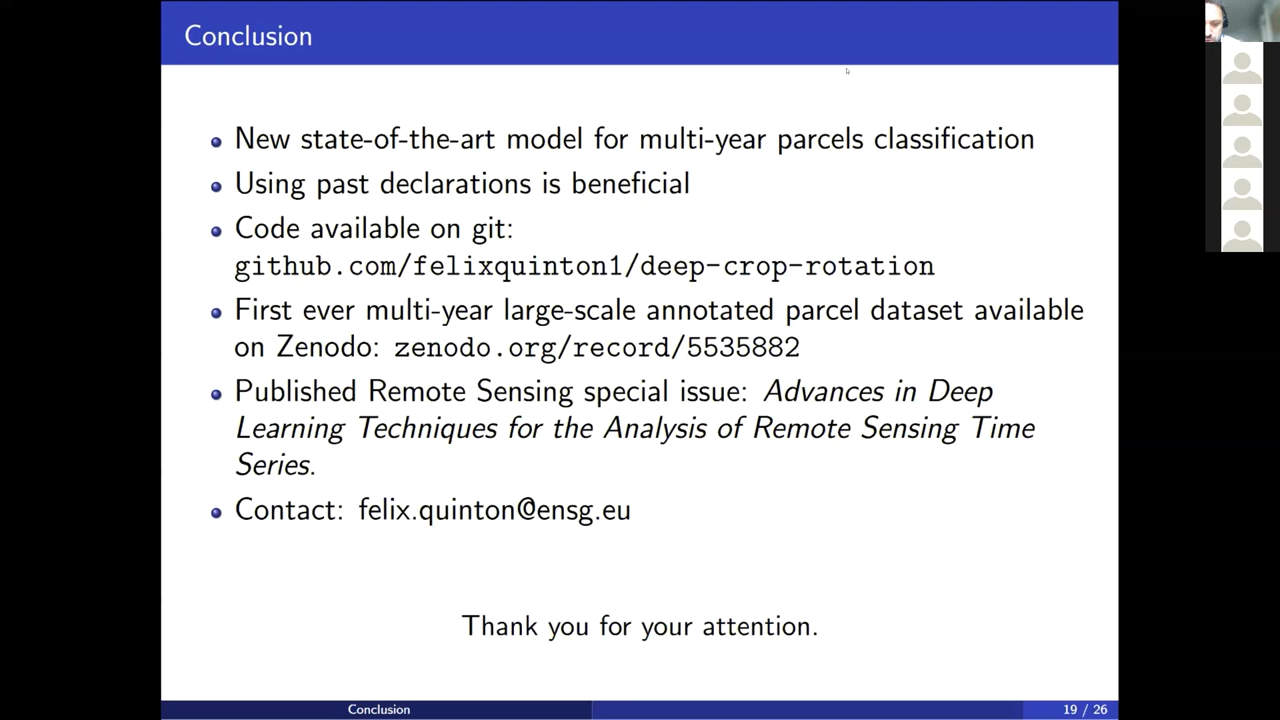 Conclusion
New state-of-the-art model for multi-year parcels classification
Using past declarations is beneficial
Code available on git:
github.com/felixquinton1/deep-crop-rotation
First ever multi-year large-scale annotated parcel dataset available
on Zenodo: zenodo.org/record/5535882
Published Remote Sensing special issue: Advances in Deep
Learning Techniques for the Analysis of Remote Sensing Time
Series.
Contact: felix.quinton@ensg.eu
Thank you for your attention.
Conclusion
19 / 26